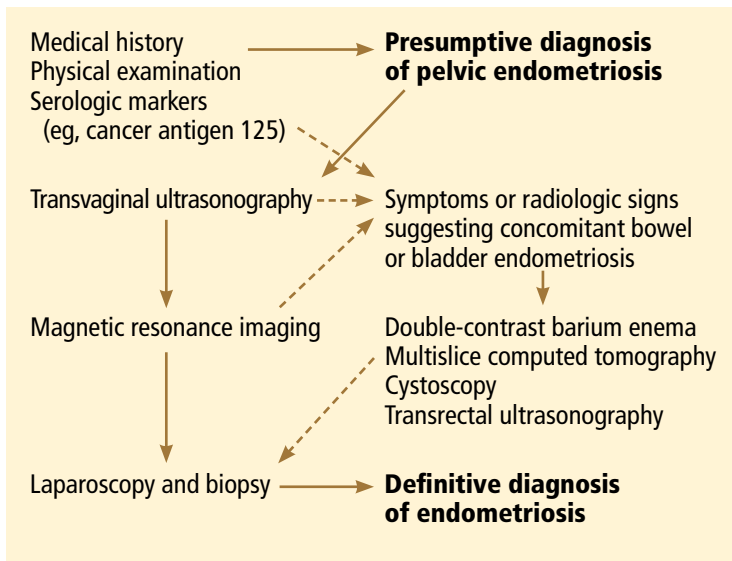 Medical history
Physical examination
Serologic markers
(eg, cancer antigen 125)
Presumptive diagnosis
of pelvic endometriosis
Transvaginal ultrasonography
Symptoms or radiologic signs
suggesting concomitant bowel
or bladder endometriosis
Magnetic resonance imaging
Double-contrast barium enema
Multislice computed tomography
Cystoscopy
Transrectal ultrasonography
Laparoscopy and biopsy
Definitive diagnosis
of endometriosis